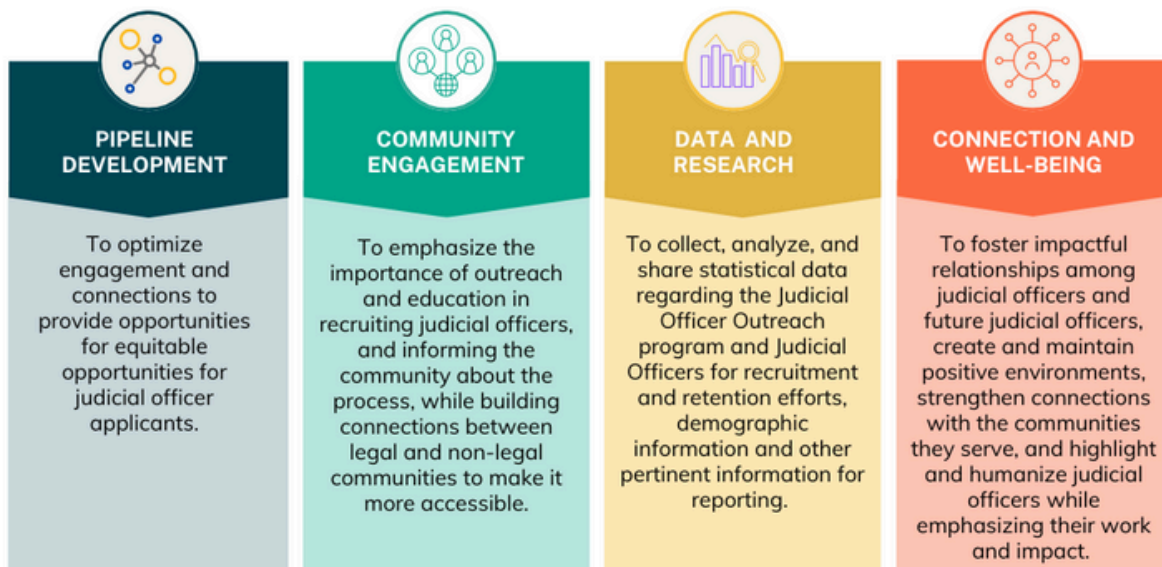 PIPELINE
DEVELOPMENT
To optimize
engagement and
connections to
provide opportunities
for equitable
opportunities for
judicial officer
applicants.
COMMUNITY
ENGAGEMENT
To emphasize the
importance of outreach
and education in
recruiting judicial officers,
and informing the
community about the
process, while building
connections between
legal and non-legal
communities to make it
more accessible.
DATA AND
RESEARCH
To collect, analyze, and
share statistical data
regarding the Judicial
Officer Outreach
program and Judicial
Officers for recruitment
and retention efforts,
demographic
information and other
pertinent information for
reporting.
CONNECTION AND
WELL-BEING
To foster impactful
relationships among
judicial officers and
future judicial officers,
create and maintain
positive environments,
strengthen connections
with the communities
they serve, and highlight
and humanize judicial
officers while
emphasizing their work
and impact.